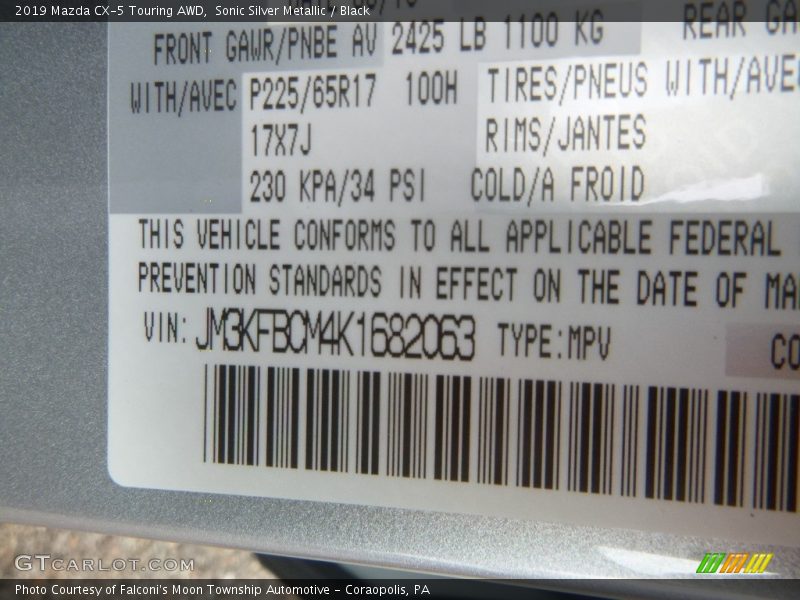 2019 Mazda CX-5 Touring AWD, Sonic Silver Metallic / Black
FRONT GAWR/PNBE AV 2425 LB 1100 KG REAR GA
WITH/AVEC P225/65R17 100H TIRES/PNEUS WITH/AVEC
17X7J RIMS/JANTES
230 KPA/34 PSI COLD/A FROID
THIS VEHICLE CONFORMS TO ALL APPLICABLE FEDERAL
PREVENTION STANDARDS IN EFFECT ON THE DATE OF MA
VIN: JM3KFBCM4K1682063 TYPE:MPV CO
GTCARLOT.COM
Photo Courtesy of Falconi's Moon Township Automotive - Coraopolis, PA